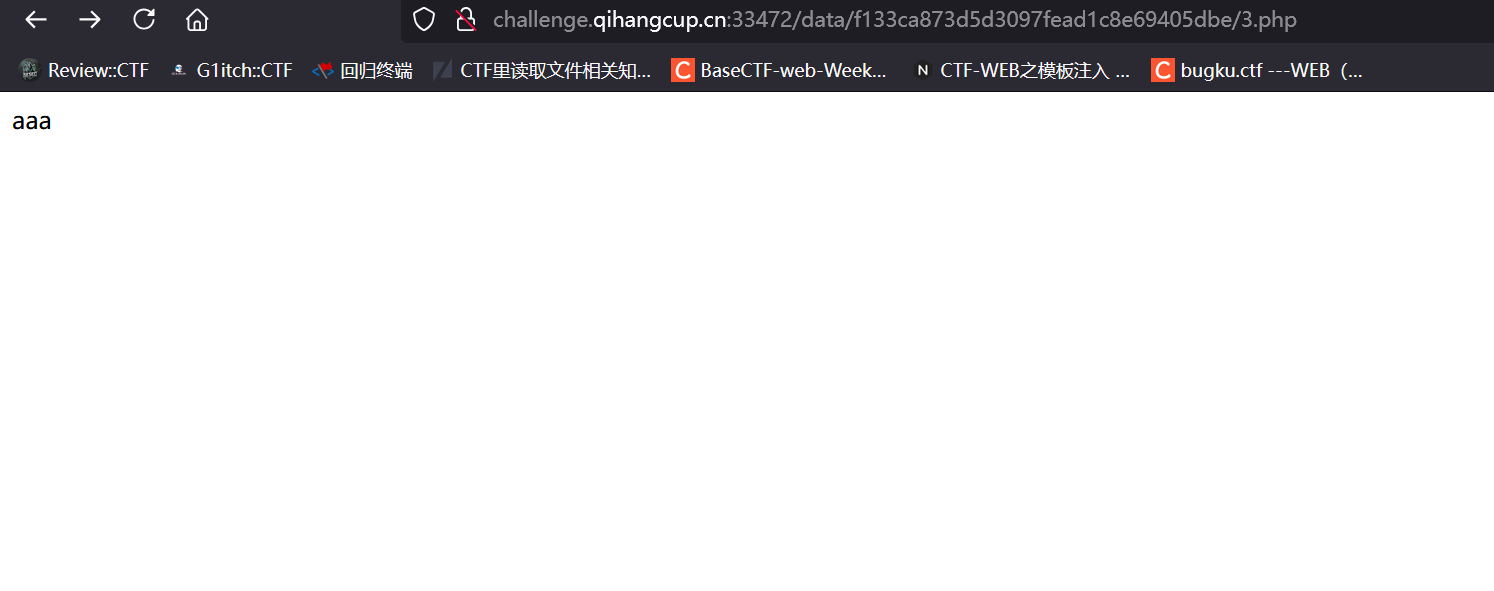 challenge.qihangcup.cn:33472/data/f133ca873d5d3097fead1c8e69405dbe/3.php
Review::CTF G1itch::CTF 回归终端 CTF里读取文件相关知... BaseCTF-web-Week... CTF-WEB之模板注入 ... bugku.ctf ---WEB（...
aaa